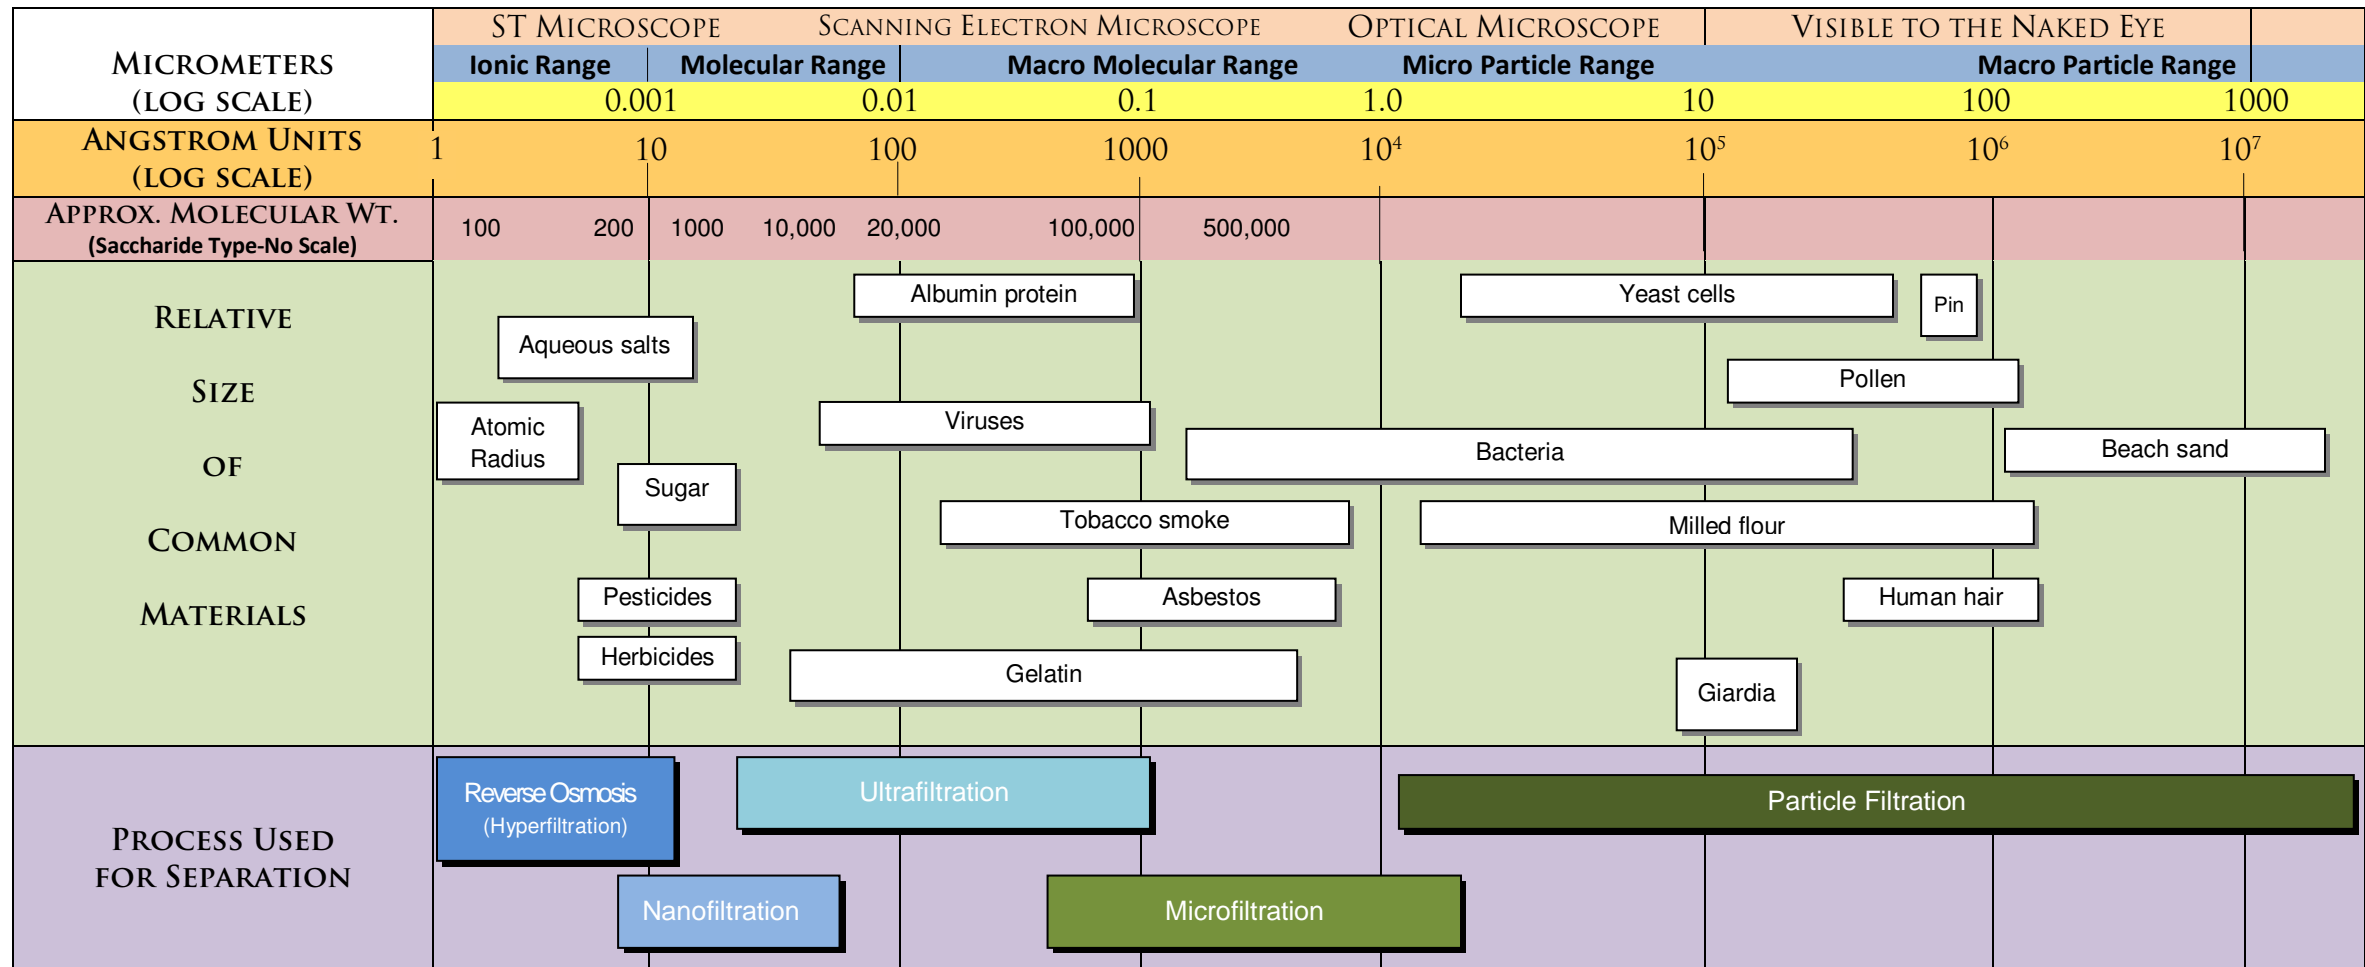 ST MICROSCOPE SCANNING ELECTRON MICROSCOPE OPTICAL MICROSCOPE VISIBLE TO THE NAKED EYE
MICROMETERS
(LOG SCALE)
Ionic Range Molecular Range Macro Molecular Range Micro Particle Range Macro Particle Range
0.001 0.01 0.1 1.0 10 100 1000
ANGSTROM UNITS
(LOG SCALE)
1 10 100 1000 10⁴ 10⁵ 10⁶ 10⁷
APPROX. MOLECULAR WT.
(Saccharide Type-No Scale)
100 200 1000 10,000 20,000 100,000 500,000
RELATIVE
SIZE
OF
COMMON
MATERIALS
Albumin protein
Yeast cells
Pin
Aqueous salts
Pollen
Atomic
Radius
Viruses
Bacteria
Beach sand
Sugar
Tobacco smoke
Milled flour
Pesticides
Asbestos
Human hair
Herbicides
Gelatin
Giardia
PROCESS USED
FOR SEPARATION
Reverse Osmosis
(Hyperfiltration)
Ultrafiltration
Particle Filtration
Nanofiltration
Microfiltration